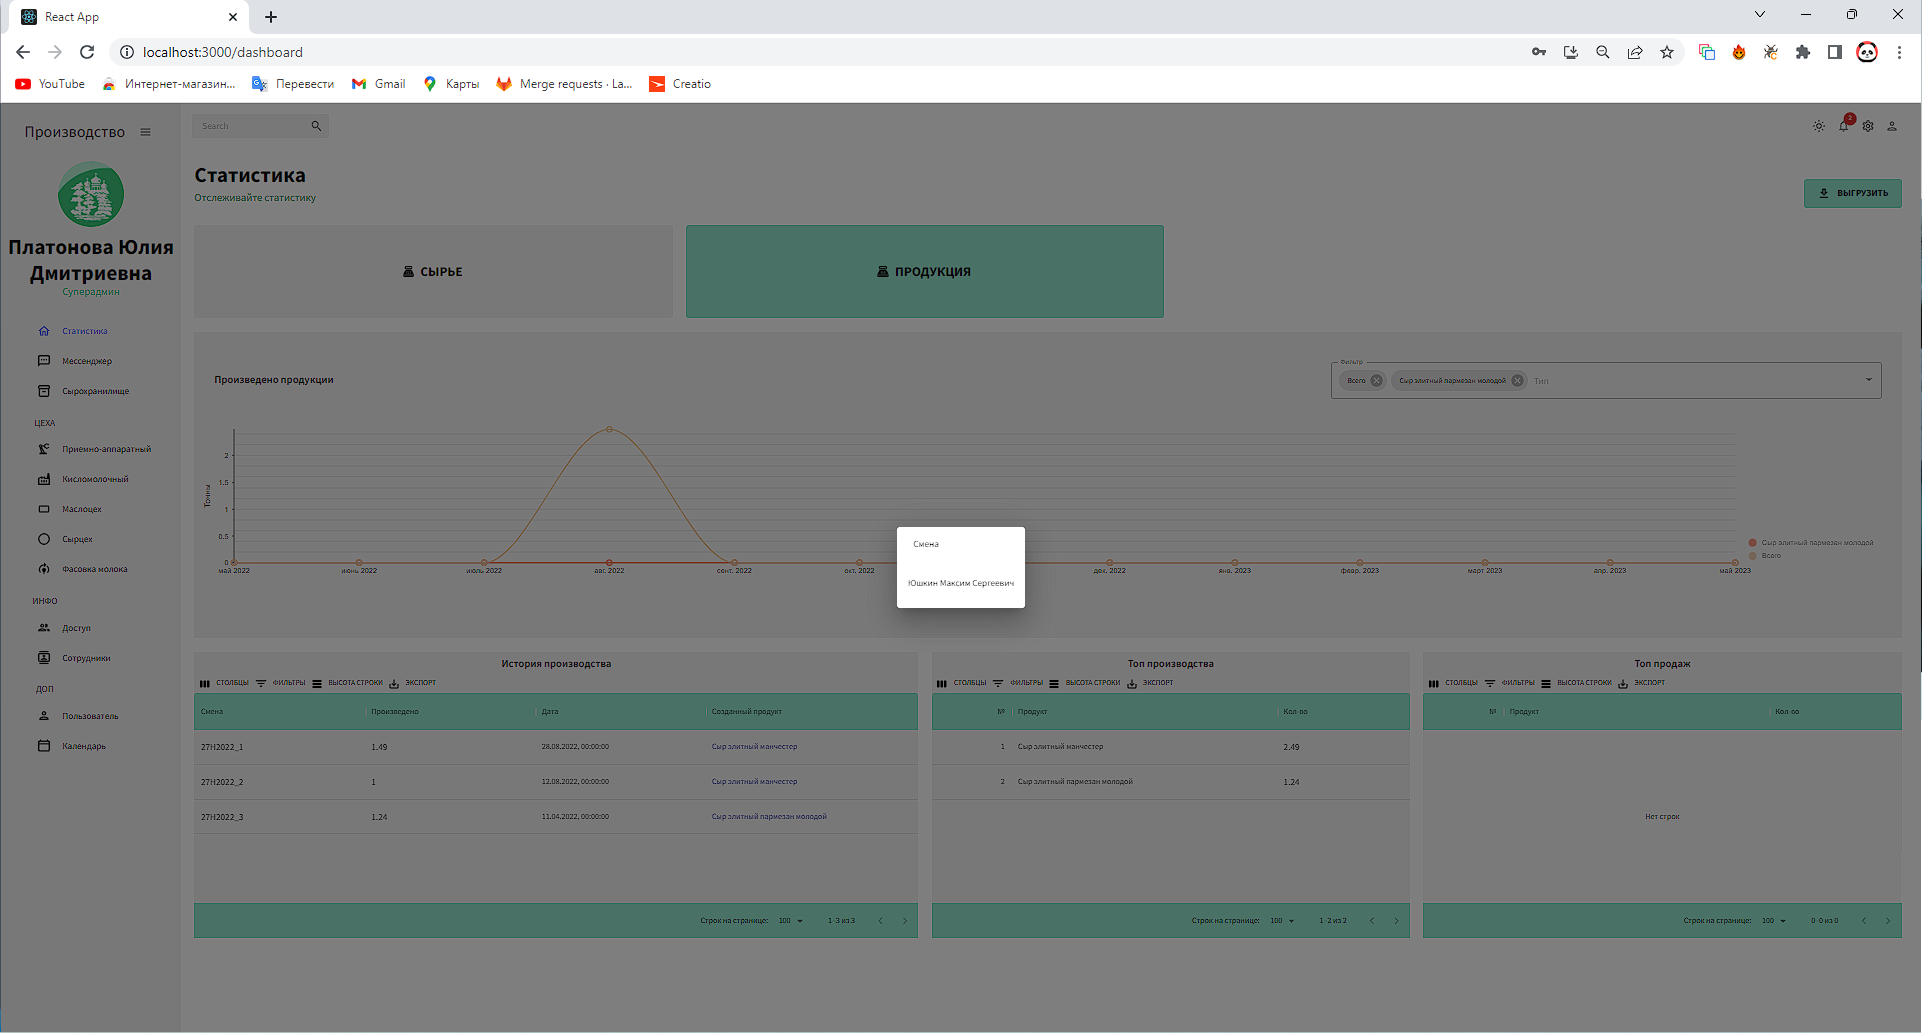 React App
localhost:3000/dashboard
YouTube
Интернет-магазин...
Перевести
Gmail
Карты
Merge requests · La...
Creatio
Производство
Search
2
Статистика
Отслеживайте статистику
ВЫГРУЗИТЬ
Платонова Юлия
Дмитриевна
Суперадмин
СЫРЬЕ
ПРОДУКЦИЯ
Статистика
Мессенджер
Сырохранилище
ЦЕХА
Приемно-аппаратный
Кисломолочный
Маслоцех
Сырцех
Фасовка молока
ИНФО
Доступ
Сотрудники
ДОП
Пользователь
Календарь
Произведено продукции
Фильтр
Всего
Сыр элитный пармезан молодой
Тип
Тонны
2
1.5
1
0.5
0
май 2022
июнь 2022
июль 2022
авг. 2022
сент. 2022
окт. 2022
дек. 2022
янв. 2023
февр. 2023
март 2023
апр. 2023
май 2023
Сыр элитный пармезан молодой
Всего
Смена
Юшкин Максим Сергеевич
История производства
СТОЛБЦЫ ФИЛЬТРЫ ВЫСОТА СТРОКИ ЭКСПОРТ
Смена Произведено Дата Созданный продукт
27H2022_1 1.49 28.08.2022, 00:00:00 Сыр элитный манчестер
27H2022_2 1 12.08.2022, 00:00:00 Сыр элитный манчестер
27H2022_3 1.24 11.04.2022, 00:00:00 Сыр элитный пармезан молодой
Строк на странице: 100 1-3 из 3
Топ производства
СТОЛБЦЫ ФИЛЬТРЫ ВЫСОТА СТРОКИ ЭКСПОРТ
№ Продукт Кол-во
1 Сыр элитный манчестер 2.49
2 Сыр элитный пармезан молодой 1.24
Строк на странице: 100 1-2 из 2
Топ продаж
СТОЛБЦЫ ФИЛЬТРЫ ВЫСОТА СТРОКИ ЭКСПОРТ
№ Продукт Кол-во
Нет строк
Строк на странице: 100 0-0 из 0